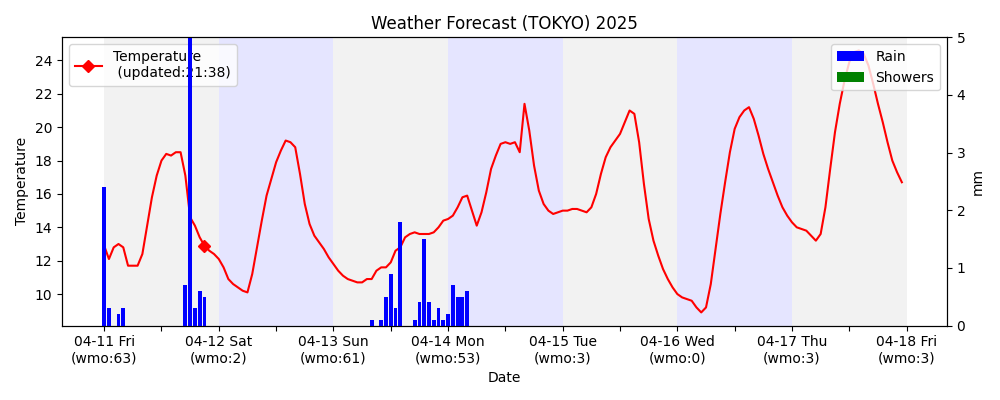 Weather Forecast (TOKYO) 2025
Temperature
(updated:21:38)
Rain
Showers
Temperature
24
22
20
18
16
14
12
10
5
4
3
2
1
0
mm
04-11 Fri
(wmo:63)
04-12 Sat
(wmo:2)
04-13 Sun
(wmo:61)
04-14 Mon
(wmo:53)
04-15 Tue
(wmo:3)
04-16 Wed
(wmo:0)
04-17 Thu
(wmo:3)
04-18 Fri
(wmo:3)
Date